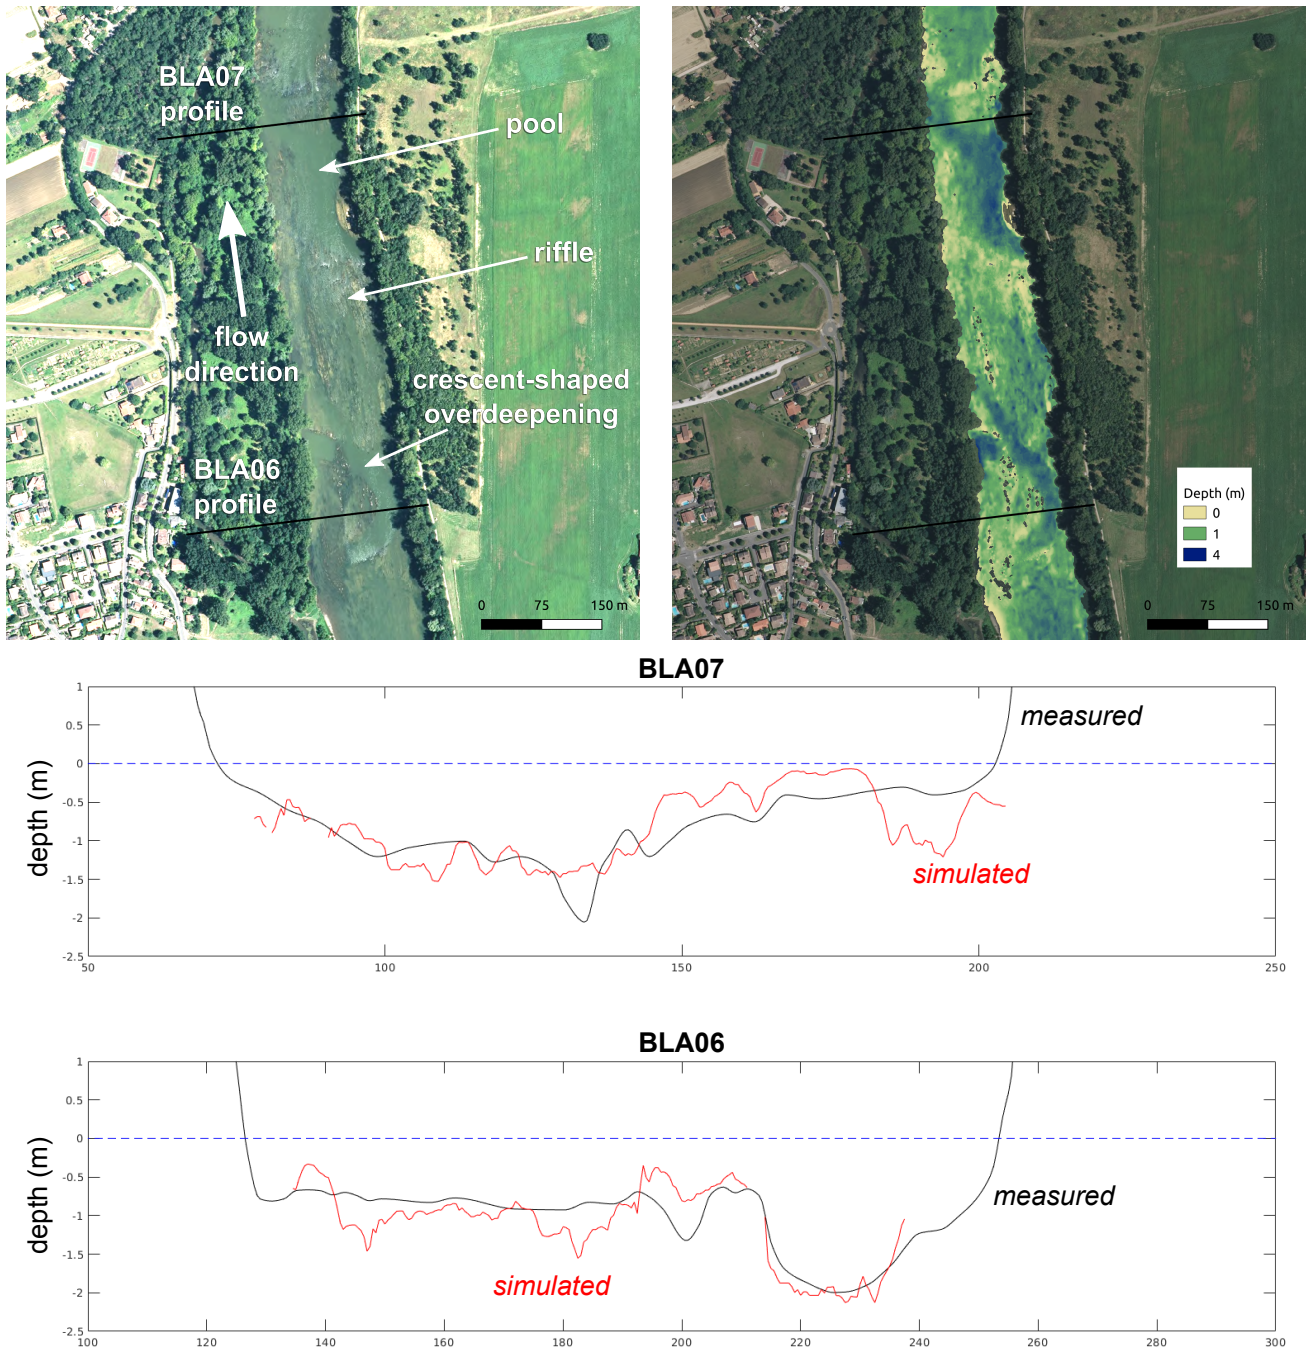 BLA07
profile
pool
riffle
flow
direction
crescent-shaped
overdeepening
BLA06
profile
0 75 150 m
Depth (m)
0
1
4
0 75 150 m
BLA07
1
0.5
0
-0.5
-1
-1.5
-2
-2.5
depth (m)
measured
simulated
50 100 150 200 250
BLA06
1
0.5
0
-0.5
-1
-1.5
-2
-2.5
depth (m)
measured
simulated
100 120 140 160 180 200 220 240 260 280 300